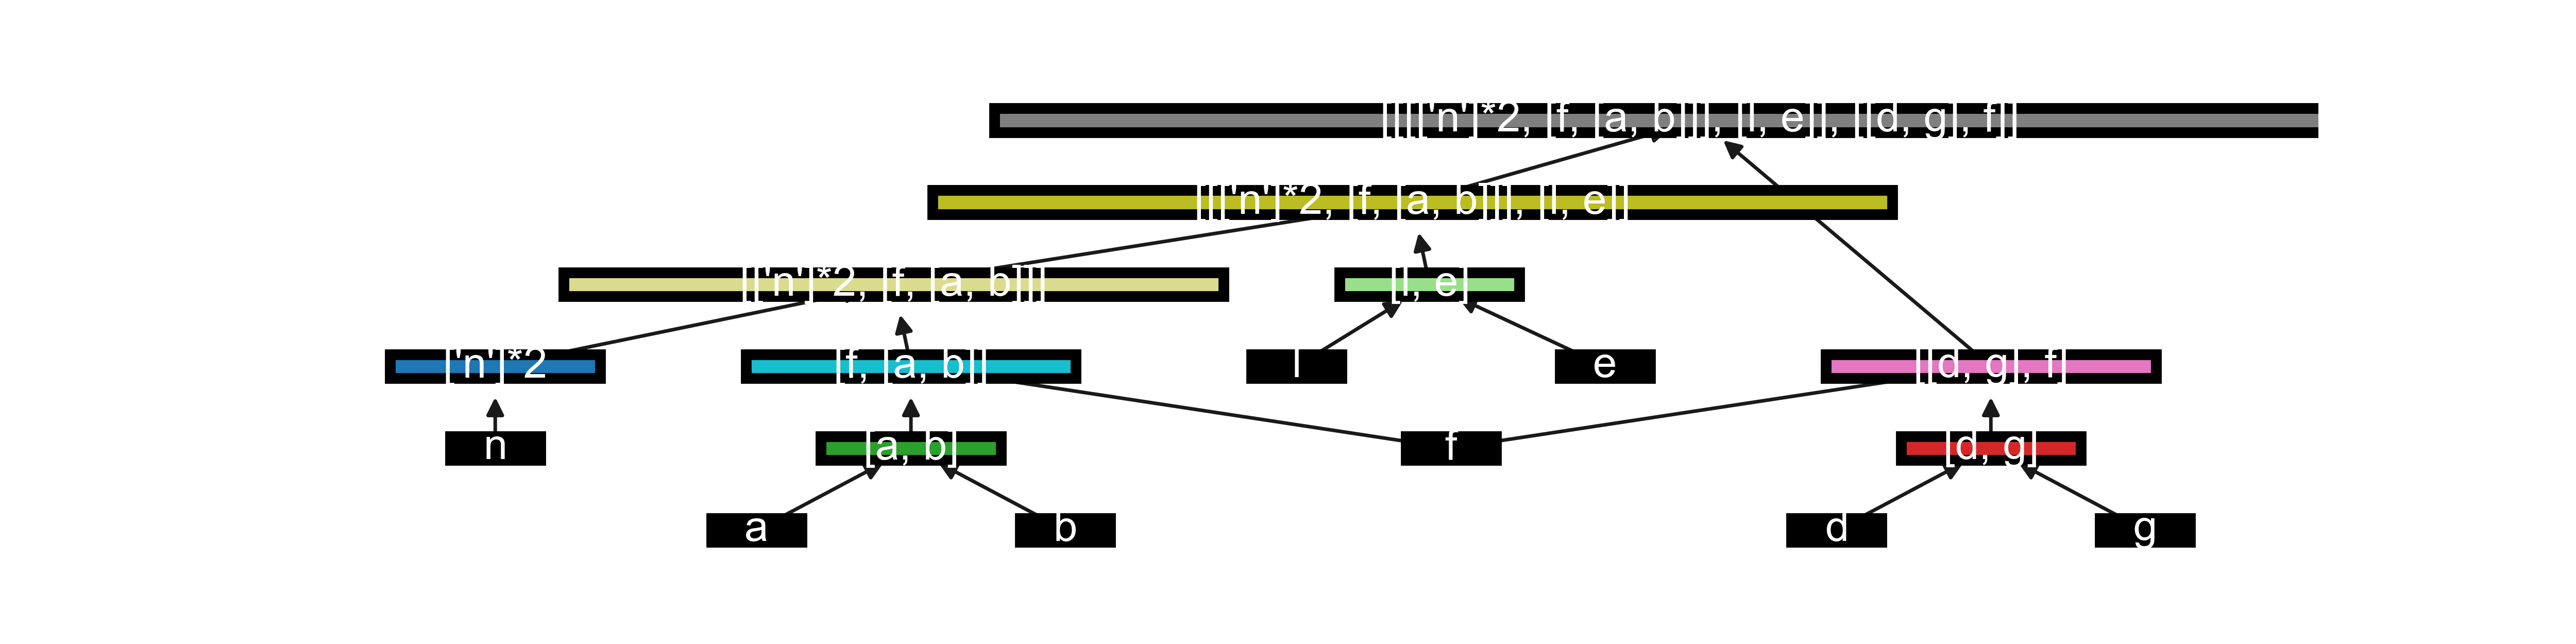 [[[['n']*2, [f, [a, b]]], [l, e]], [[d, g], f]]
[[['n']*2, [f, [a, b]]], [l, e]]
[['n']*2, [f, [a, b]]]
[l, e]
['n']*2
[f, [a, b]]
l
e
[[d, g], f]
n
[a, b]
f
[d, g]
a
b
d
g